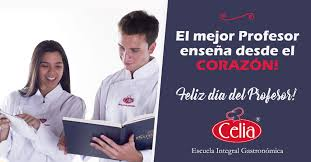 El mejor Profesor
enseña desde el
CORAZÓN!
Feliz día del Profesor!
Celia
Escuela Integral Gastronómica